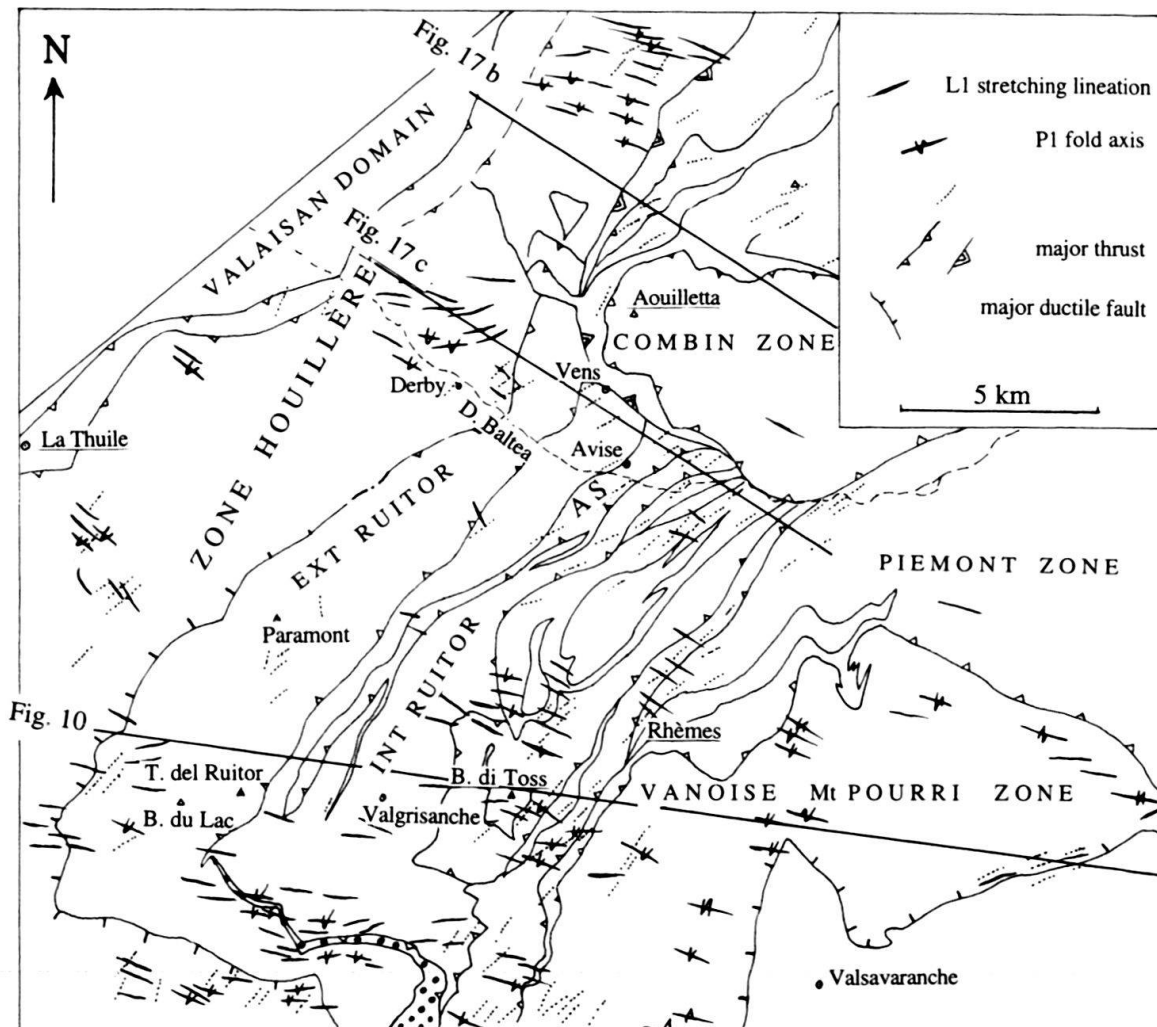 N
Fig. 17 b
L1 stretching lineation
P1 fold axis
major thrust
major ductile fault
5 km
VALAISAN DOMAIN
Fig. 17 c
Aouilletta
COMBIN ZONE
ZONE HOUILLERE
Derby
Vens
D. Baltea
La Thuile
Avise
AS
EXT RUITOR
PIEMONT ZONE
Paramont
INT RUITOR
Fig. 10
Rhèmes
T. del Ruitor
B. di Toss
VANOISE Mt POURRI ZONE
B. du Lac
Valgrisanche
Valsavaranche